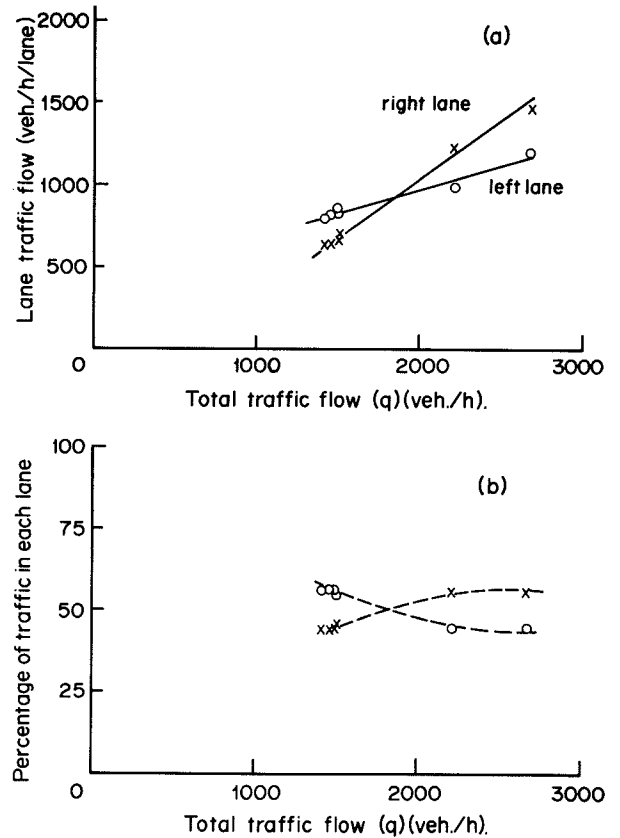 Lane traffic flow (veh./h/lane)
2000
1500
1000
500
0
1000
2000
3000
(a)
right lane
left lane
Total traffic flow (q)(veh./h).
Percentage of traffic in each lane
100
75
50
25
0
1000
2000
3000
(b)
Total traffic flow (q)(veh./h).